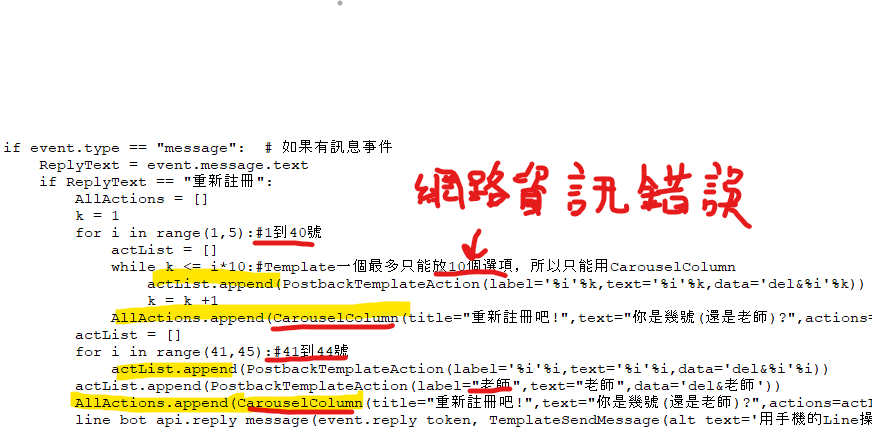 if event.type == "message":  # 如果有訊息事件
ReplyText = event.message.text
if ReplyText == "重新註冊":
AllActions = []
k = 1
for i in range(1,5):#1到40號
actList = []
while k <= i*10:#Template一個最多只能放10個選項，所以只能用CarouselColumn
actList.append(PostbackTemplateAction(label='%i'%k,text='%i'%k,data='del&%i'%k))
k = k +1
AllActions.append(CarouselColumn(title="重新註冊吧!",text="你是幾號(還是老師)?",actions=
actList = []
for i in range(41,45):#41到44號
actList.append(PostbackTemplateAction(label='%i'%i,text='%i'%i,data='del&%i'%i))
actList.append(PostbackTemplateAction(label="老師",text="老師",data='del&老師'))
AllActions.append(CarouselColumn(title="重新註冊吧!",text="你是幾號(還是老師)?",actions=actL
line bot api.reply message(event.reply token, TemplateSendMessage(alt text='用手機的Line操
網路資訊錯誤